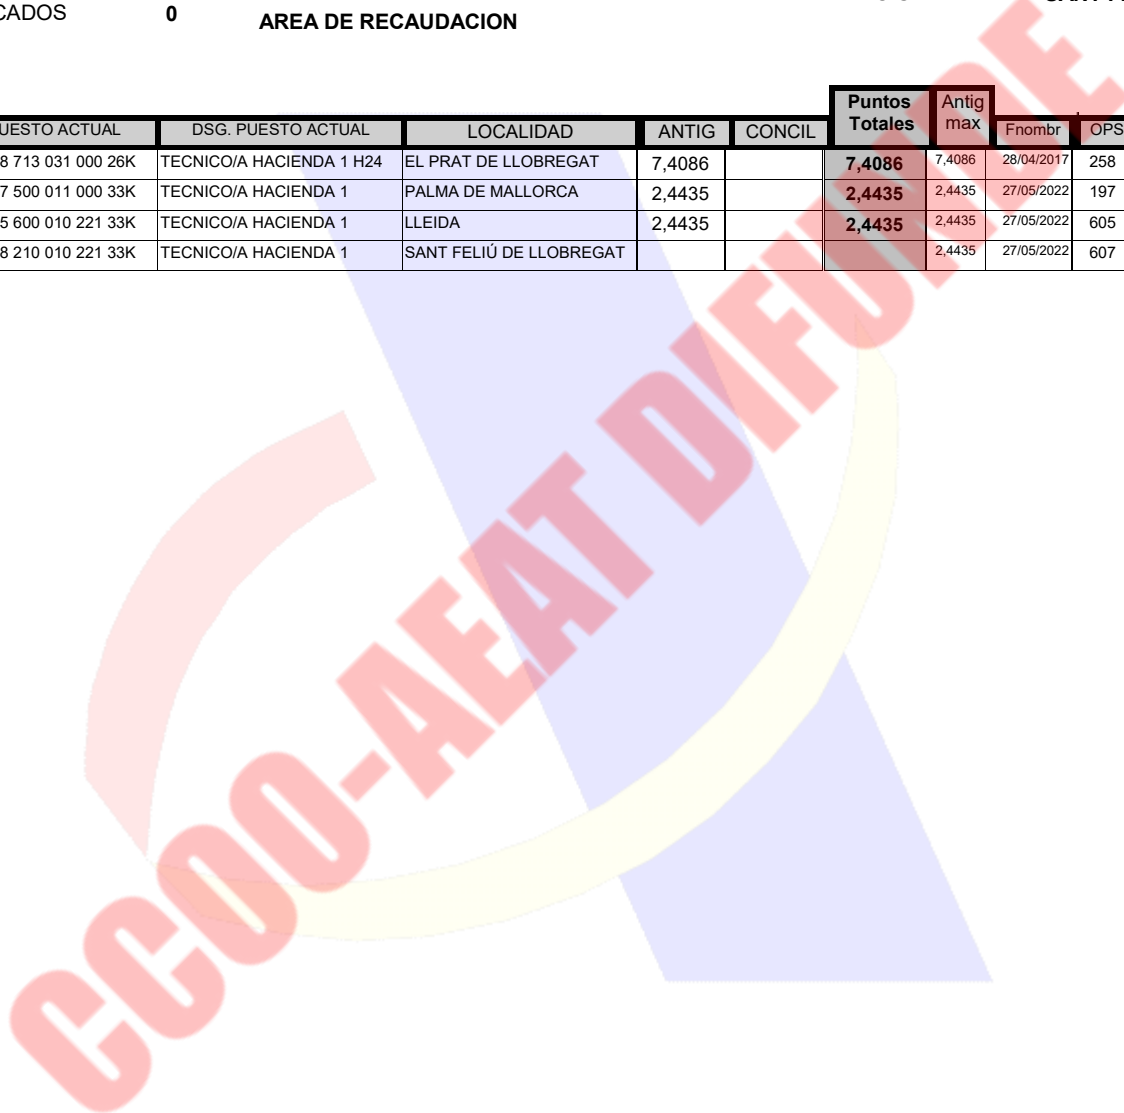 CADOS 0 AREA DE RECAUDACION
UESTO ACTUAL DSG. PUESTO ACTUAL LOCALIDAD ANTIG CONCIL Puntos Totales Antig max Fnombr OPS
8 713 031 000 26K TECNICO/A HACIENDA 1 H24 EL PRAT DE LLOBREGAT 7,4086 7,4086 7,4086 28/04/2017 258
7 500 011 000 33K TECNICO/A HACIENDA 1 PALMA DE MALLORCA 2,4435 2,4435 2,4435 27/05/2022 197
5 600 010 221 33K TECNICO/A HACIENDA 1 LLEIDA 2,4435 2,4435 2,4435 27/05/2022 605
8 210 010 221 33K TECNICO/A HACIENDA 1 SANT FELIÚ DE LLOBREGAT 2,4435 27/05/2022 607
CCOO-AEAT DIFUNDE